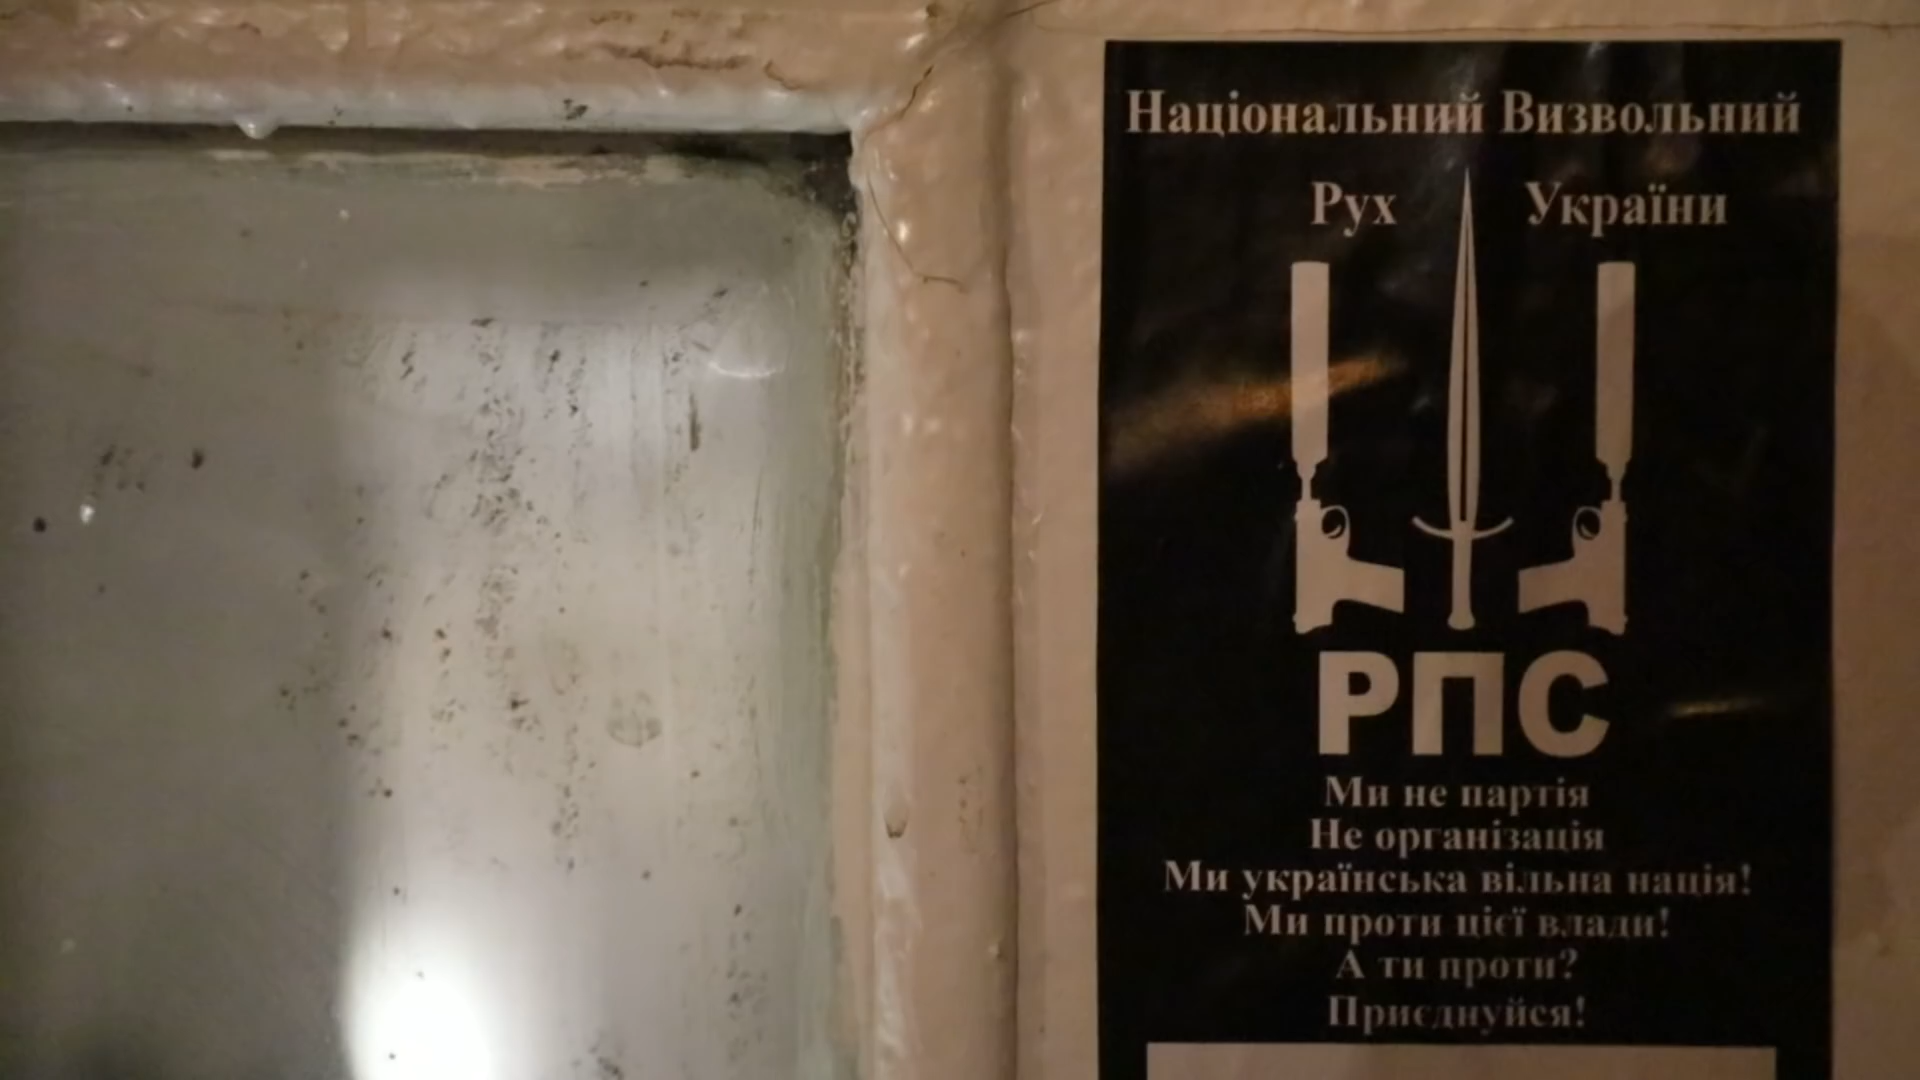 Національний Визвольний
Рух України
РПС
Ми не партія
Не організація
Ми українська вільна нація!
Ми проти цієї влади!
А ти проти?
Приєднуйся!